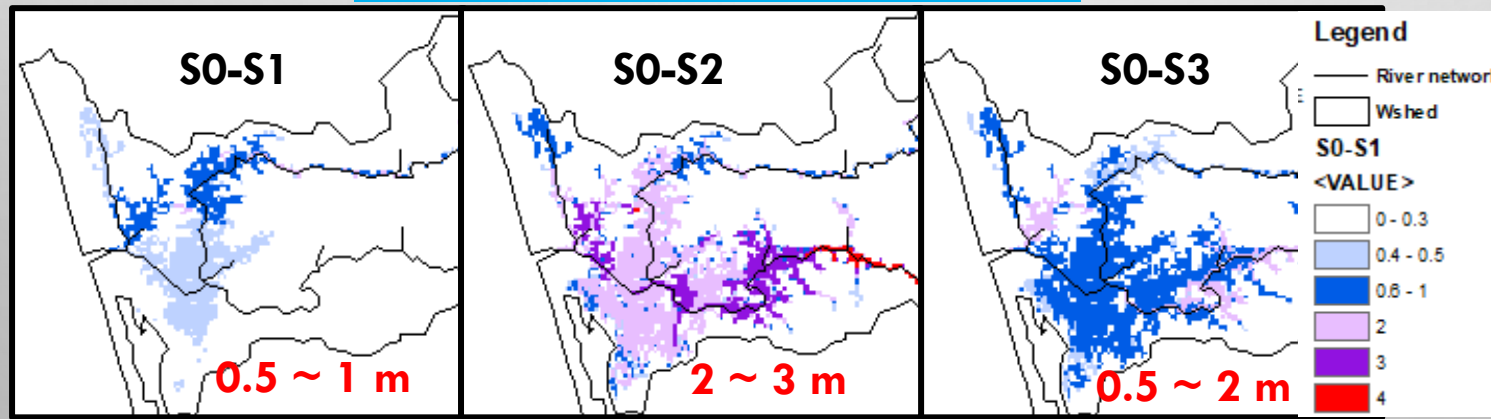 S0-S1
0.5 ~ 1 m
S0-S2
2 ~ 3 m
S0-S3
0.5 ~ 2 m
Legend
River network
Wshed
S0-S1
<VALUE>
0 - 0.3
0.4 - 0.5
0.6 - 1
2
3
4